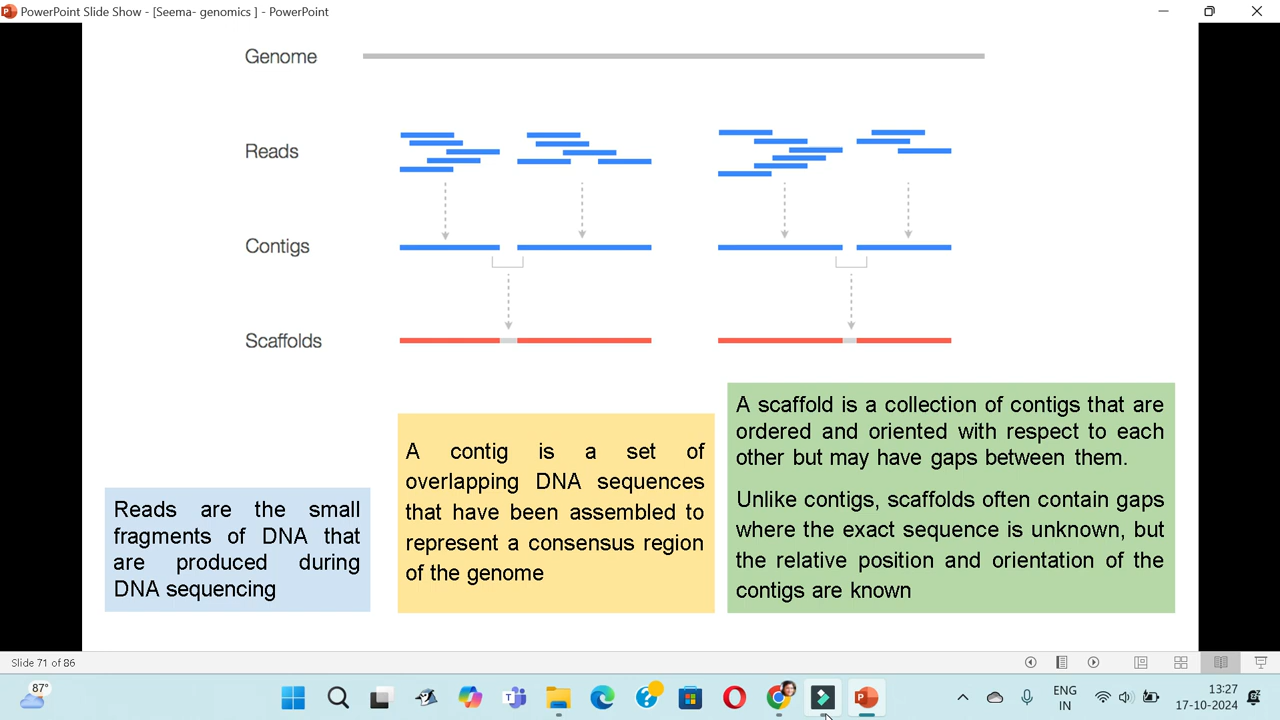 PowerPoint Slide Show - [Seema- genomics ] - PowerPoint
Genome
Reads
Contigs
Scaffolds
Reads are the small
fragments of DNA that
are produced during
DNA sequencing
A contig is a set of
overlapping DNA sequences
that have been assembled to
represent a consensus region
of the genome
A scaffold is a collection of contigs that are
ordered and oriented with respect to each
other but may have gaps between them.
Unlike contigs, scaffolds often contain gaps
where the exact sequence is unknown, but
the relative position and orientation of the
contigs are known
Slide 71 of 86
87°
ENG
IN
13:27
17-10-2024